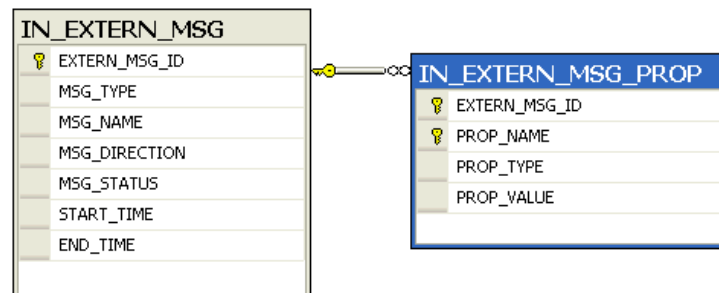 IN_EXTERN_MSG
EXTERN_MSG_ID
MSG_TYPE
MSG_NAME
MSG_DIRECTION
MSG_STATUS
START_TIME
END_TIME
IN_EXTERN_MSG_PROP
EXTERN_MSG_ID
PROP_NAME
PROP_TYPE
PROP_VALUE